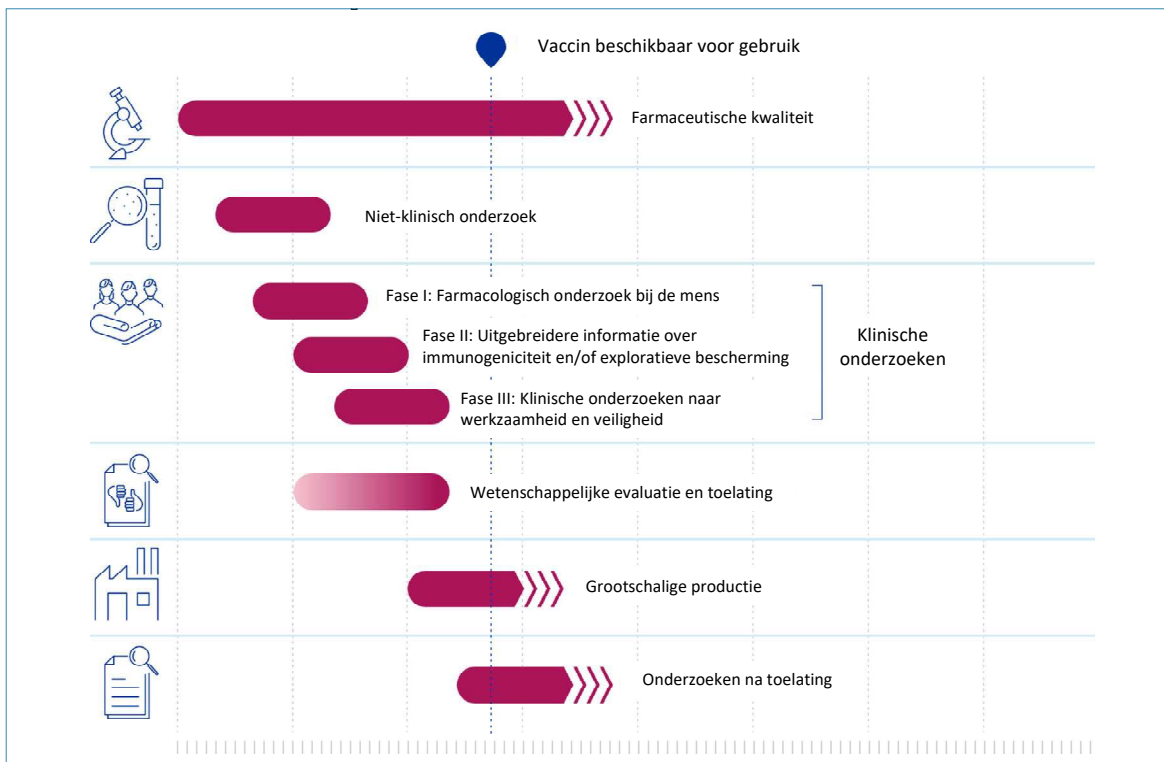 Vaccin beschikbaar voor gebruik
Farmaceutische kwaliteit
Niet-klinisch onderzoek
Fase I: Farmacologisch onderzoek bij de mens
Fase II: Uitgebreidere informatie over
immunogeniciteit en/of exploratieve bescherming
Fase III: Klinische onderzoeken naar
werkzaamheid en veiligheid
Klinische
onderzoeken
Wetenschappelijke evaluatie en toelating
Grootschalige productie
Onderzoeken na toelating